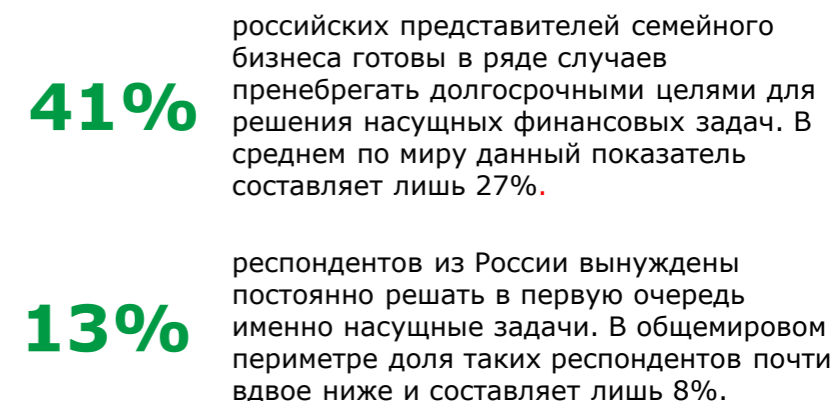 41%
российских представителей семейного
бизнеса готовы в ряде случаев
пренебрегать долгосрочными целями для
решения насущных финансовых задач. В
среднем по миру данный показатель
составляет лишь 27%.
13%
респондентов из России вынуждены
постоянно решать в первую очередь
именно насущные задачи. В общемировом
периметре доля таких респондентов почти
вдвое ниже и составляет лишь 8%.